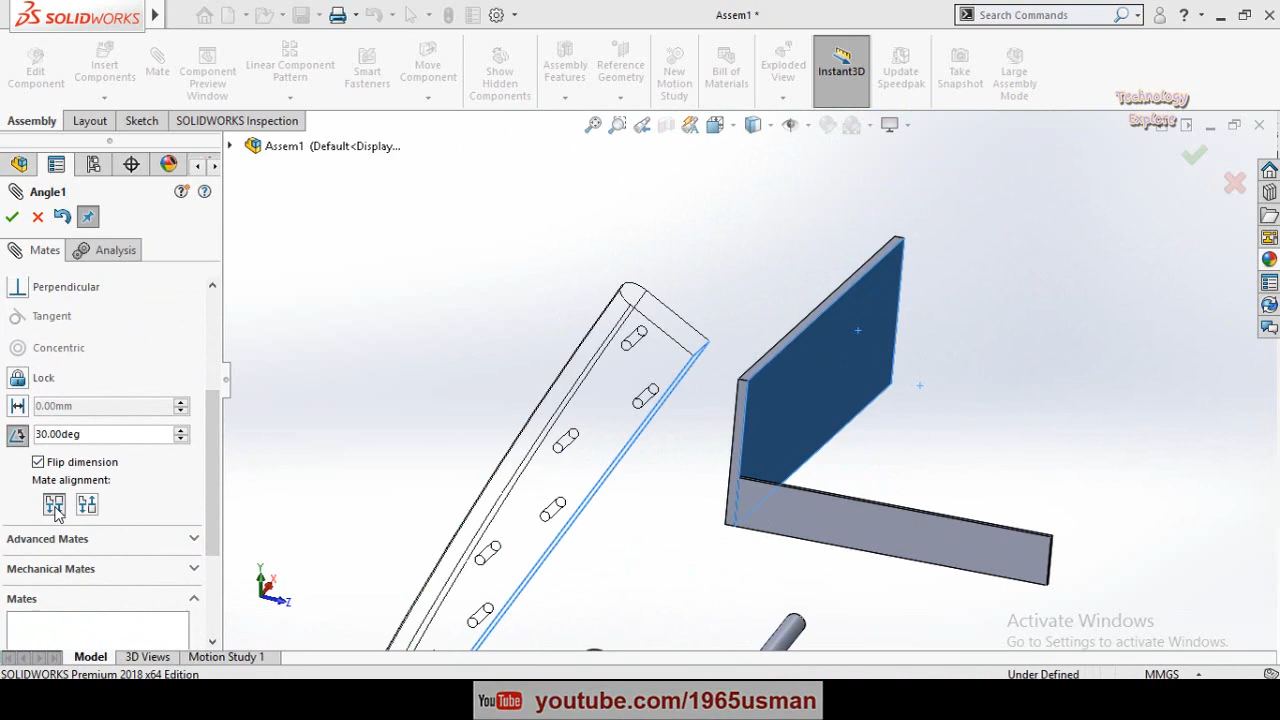 SOLIDWORKS
Assem1 *
Search Commands
?
Edit Component
Insert Components
Mate
Component Preview Window
Linear Component Pattern
Smart Fasteners
Move Component
Show Hidden Components
Assembly Features
Reference Geometry
New Motion Study
Bill of Materials
Exploded View
Instant3D
Update Speedpak
Take Snapshot
Large Assembly Mode
Technology
Explore
Assembly
Layout
Sketch
SOLIDWORKS Inspection
Assem1 (Default<Display...
Angle1
Mates
Analysis
Perpendicular
Tangent
Concentric
Lock
0.00mm
30.00deg
Flip dimension
Mate alignment:
Advanced Mates
Mechanical Mates
Mates
Y
X
Z
Activate Windows
Go to Settings to activate Windows.
Model
3D Views
Motion Study 1
SOLIDWORKS Premium 2018 x64 Edition
Under Defined
MMGS
YouTube youtube.com/1965usman